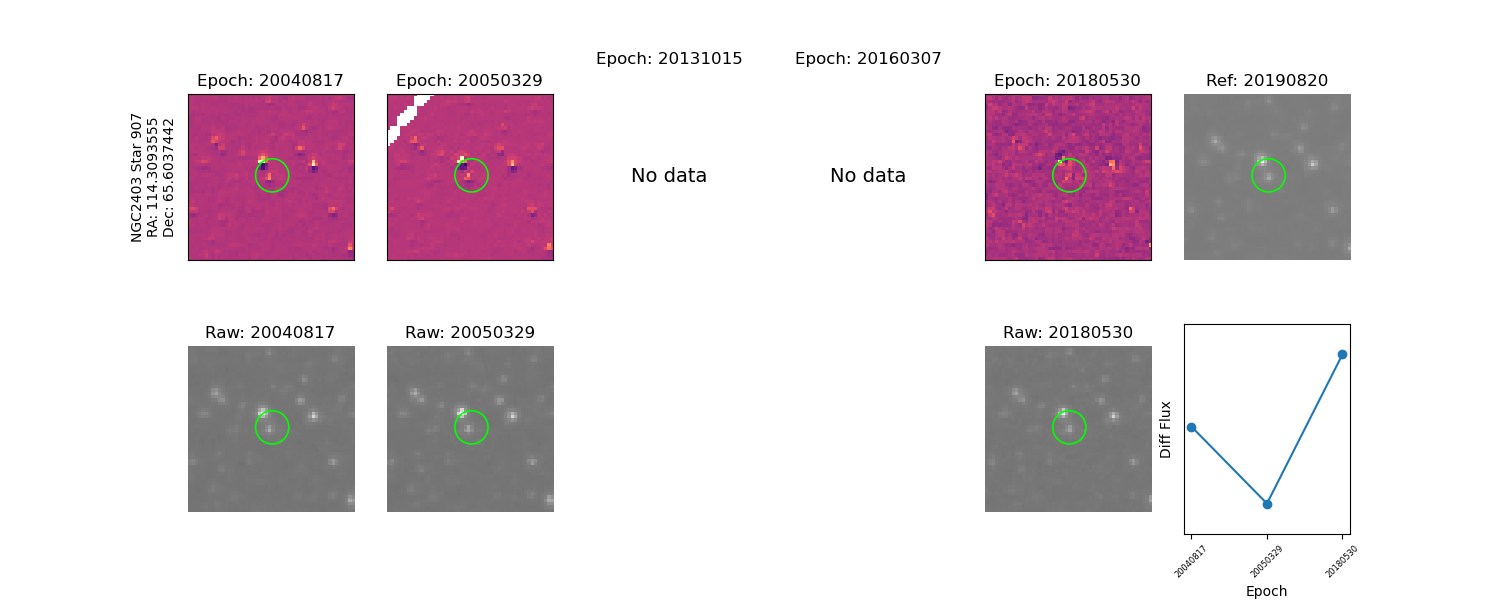 Epoch: 20040817
Epoch: 20050329
Epoch: 20131015
Epoch: 20160307
Epoch: 20180530
Ref: 20190820
NGC2403 Star 907
RA: 114.3093555
Dec: 65.6037442
No data
No data
Raw: 20040817
Raw: 20050329
Raw: 20180530
Diff Flux
20040817
20050329
20180530
Epoch